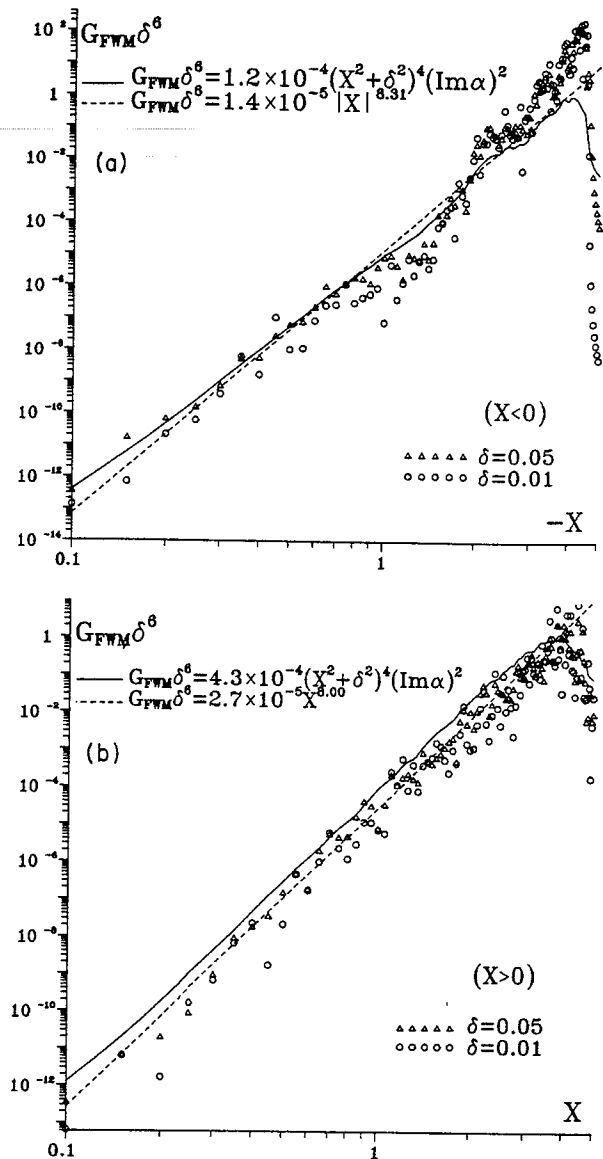 10²
G_FWM δ⁶
G_FWM δ⁶=1.2×10⁻⁴(X²+δ²)⁴(Imα)²
G_FWM δ⁶=1.4×10⁻⁵ |X|^8.31
1
10⁻²
(a)
10⁻⁴
10⁻⁶
10⁻⁸
10⁻¹⁰
(X<0)
δ=0.05
10⁻¹²
δ=0.01
10⁻¹⁴
-X
0.1
1
G_FWM δ⁶
1
G_FWM δ⁶=4.3×10⁻⁴(X²+δ²)⁴(Imα)²
G_FWM δ⁶=2.7×10⁻⁵X^8.00
10⁻²
(b)
10⁻⁴
10⁻⁶
10⁻⁸
(X>0)
10⁻¹⁰
δ=0.05
δ=0.01
10⁻¹²
X
0.1
1